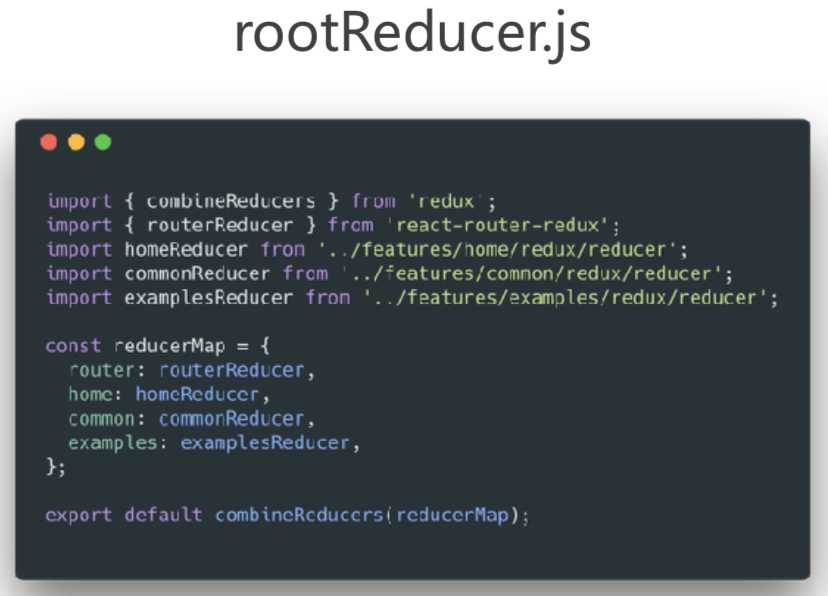 rootReducer.js
import { combineReducers } from 'redux';
import { routerReducer } from 'react-router-redux';
import homeReducer from '../features/home/redux/reducer';
import commonReducer from '../features/common/redux/reducer';
import examplesReducer from '../features/examples/redux/reducer';
const reducerMap = {
router: routerReducer,
home: homeReducer,
common: commonReducer,
examples: examplesReducer,
};
export default combineReducers(reducerMap);